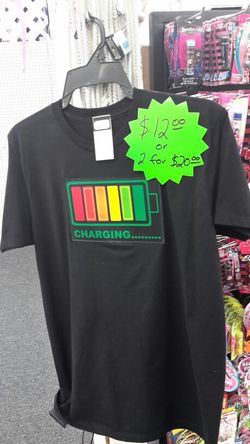 $12.00
or
2 for $20.00
CHARGING.........